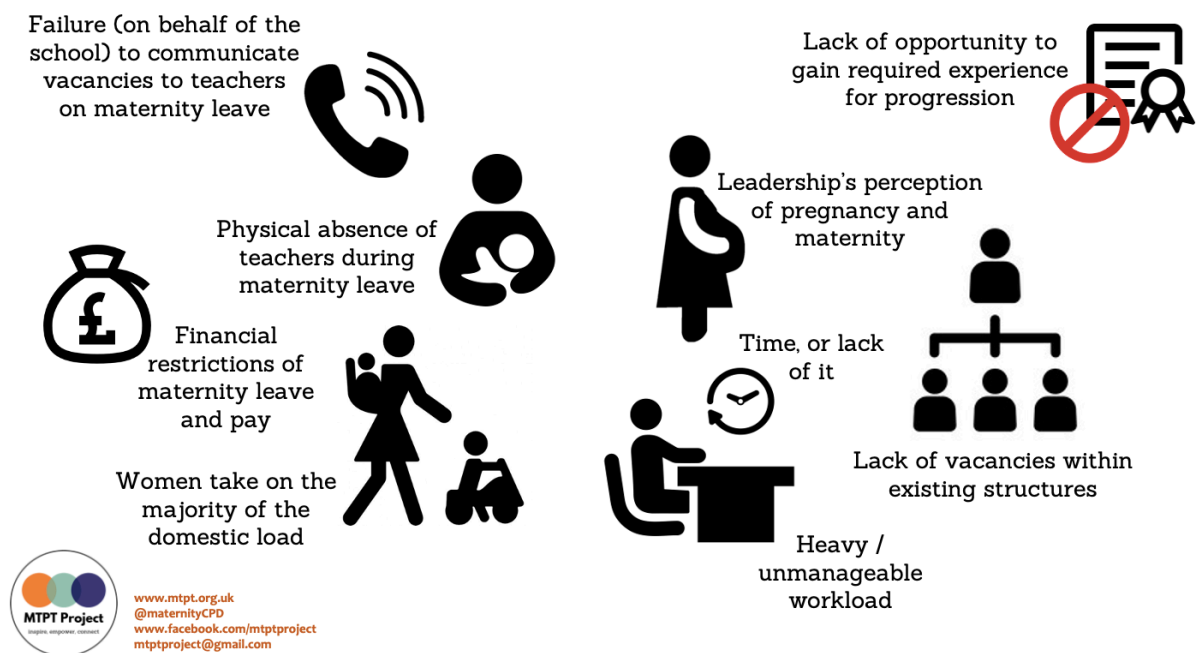 Failure (on behalf of the
school) to communicate
vacancies to teachers
on maternity leave
Lack of opportunity to
gain required experience
for progression
Physical absence of
teachers during
maternity leave
Leadership's perception
of pregnancy and
maternity
£
Financial
restrictions of
maternity leave
and pay
Time, or lack
of it
Women take on the
majority of the
domestic load
Lack of vacancies within
existing structures
Heavy /
unmanageable
workload
MTPT Project
inspire, empower, connect
www.mtpt.org.uk
@maternityCPD
www.facebook.com/mtptproject
mtptproject@gmail.com